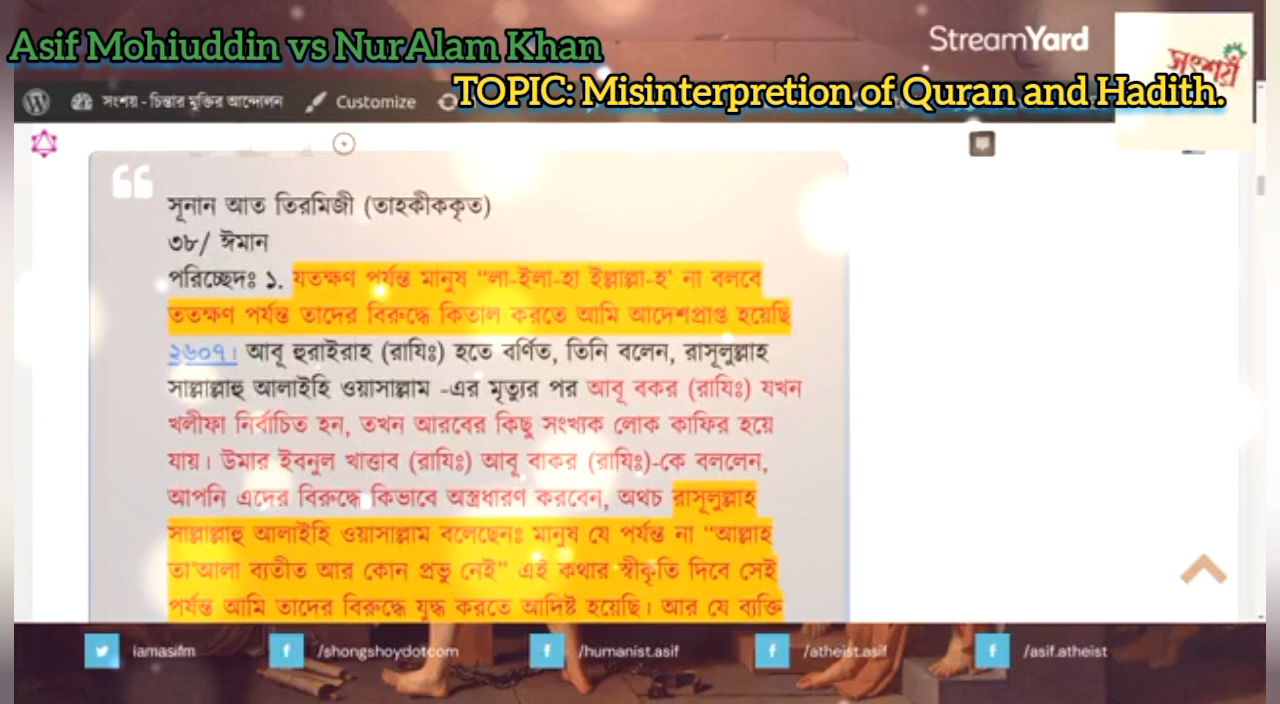 Asif Mohiuddin vs NurAlam Khan
StreamYard
সংশয়
TOPIC: Misinterpretion of Quran and Hadith.
সংশয় - চিন্তার মুক্তির আন্দোলন Customize
সূনান আত তিরমিজী (তাহকীককৃত)
৩৮/ ঈমান
পরিচ্ছেদঃ ১. যতক্ষণ পর্যন্ত মানুষ “লা-ইলা-হা ইল্লাল্লা-হ’ না বলবে
ততক্ষণ পর্যন্ত তাদের বিরুদ্ধে কিতাল করতে আমি আদেশপ্রাপ্ত হয়েছি
২৬০৭। আবূ হুরাইরাহ (রাযিঃ) হতে বর্ণিত, তিনি বলেন, রাসূলুল্লাহ
সাল্লাল্লাহু আলাইহি ওয়াসাল্লাম -এর মৃত্যুর পর আবূ বকর (রাযিঃ) যখন
খলীফা নির্বাচিত হন, তখন আরবের কিছু সংখ্যক লোক কাফির হয়ে
যায়। উমার ইবনুল খাত্তাব (রাযিঃ) আবূ বাকর (রাযিঃ)-কে বললেন,
আপনি এদের বিরুদ্ধে কিভাবে অস্ত্রধারণ করবেন, অথচ রাসূলুল্লাহ
সাল্লাল্লাহু আলাইহি ওয়াসাল্লাম বলেছেনঃ মানুষ যে পর্যন্ত না “আল্লাহ
তা'আলা ব্যতীত আর কোন প্রভু নেই” এই কথার স্বীকৃতি দিবে সেই
পর্যন্ত আমি তাদের বিরুদ্ধে যুদ্ধ করতে আদিষ্ট হয়েছি। আর যে ব্যক্তি
iamasifm /shongshoydotcom /humanist.asif /atheist.asif /asif.atheist